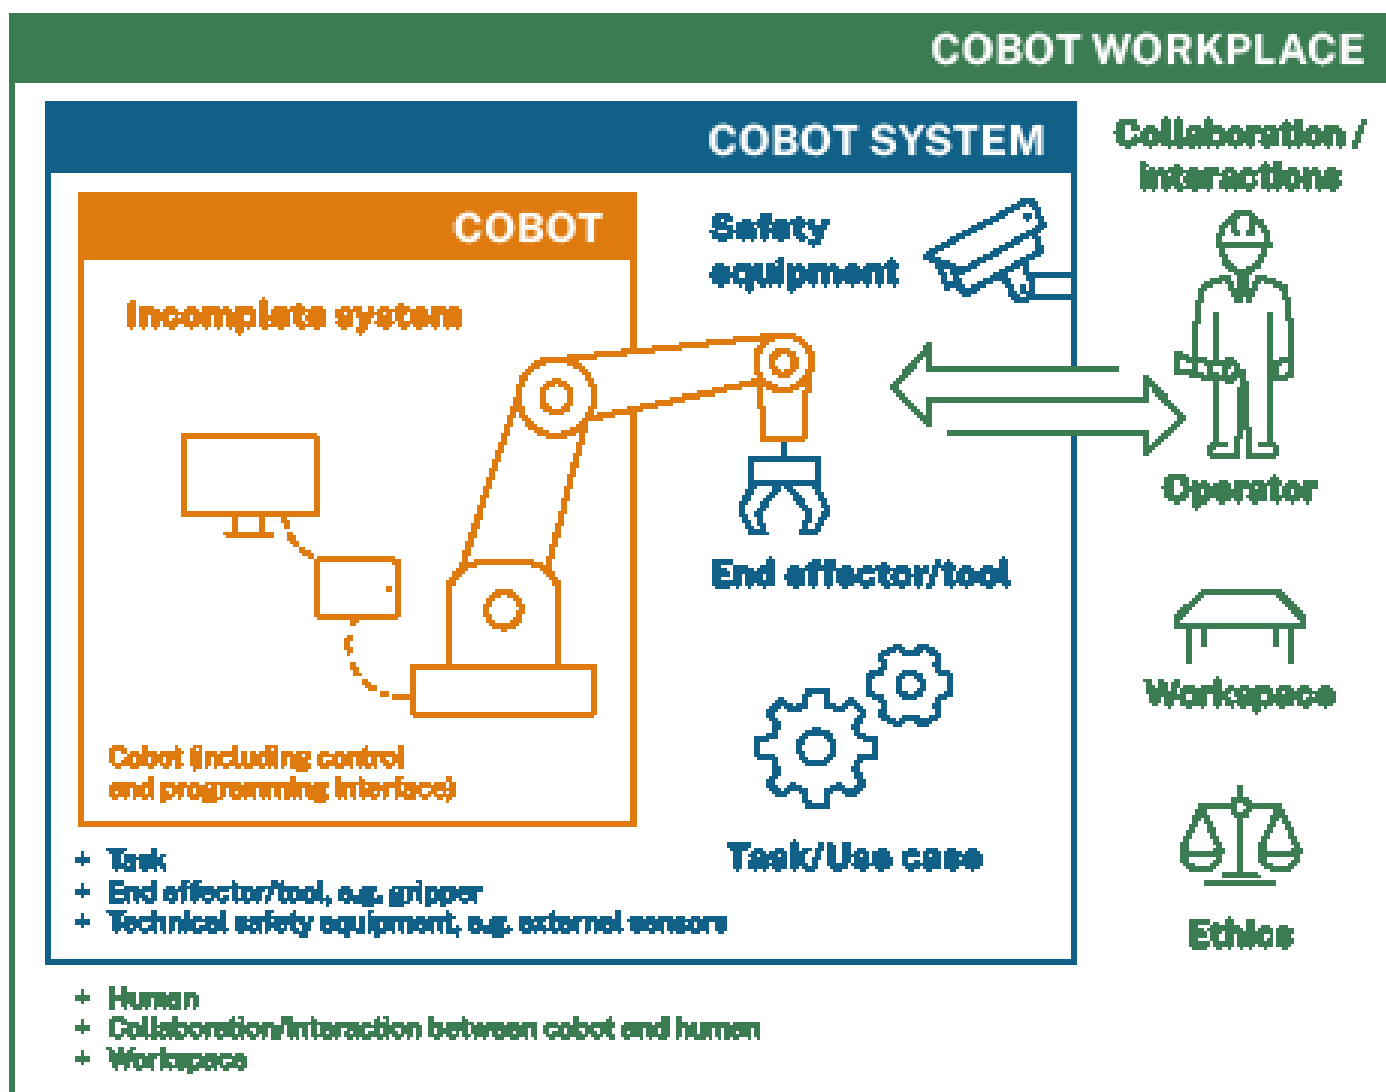 COBOT WORKPLACE
COBOT SYSTEM
Collaboration /
interactions
COBOT
Safety
equipment
Incomplete system
Operator
End effector/tool
Workspace
Cobot (including control
and programming interface)
Task/Use case
+ Task
+ End effector/tool, e.g. gripper
+ Technical safety equipment, e.g. external sensors
Ethics
+ Human
+ Collaboration/interaction between cobot and human
+ Workspace